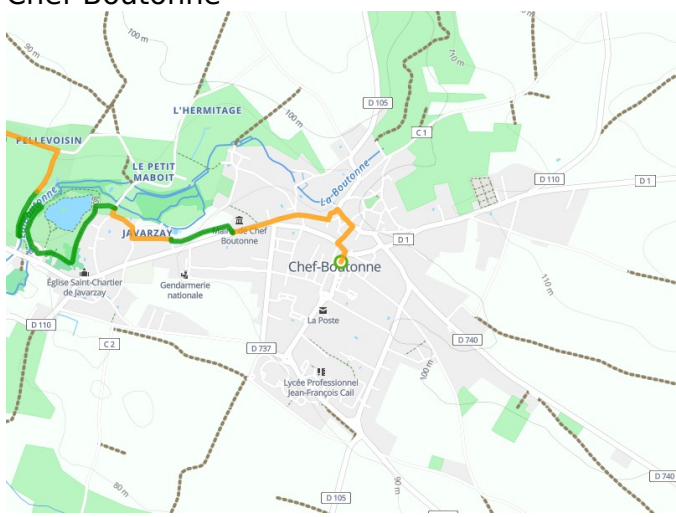 Chef-Boutonne
90 m
100 m
110 m
D 105
C 1
L'HERMITAGE
100 m
PELLEVOISIN
LE PETIT
MABOIT
La Boutonne
D 110
D 1
JAVARZAY
Mairie de Chef
Boutonne
D 1
Chef-Boutonne
Église Saint-Chartier
de Javarzay
Gendarmerie
nationale
110 m
La Poste
D 110
C 2
D 737
D 740
100 m
Lycée Professionnel
Jean-François Cail
D 740
80 m
90 m
D 105